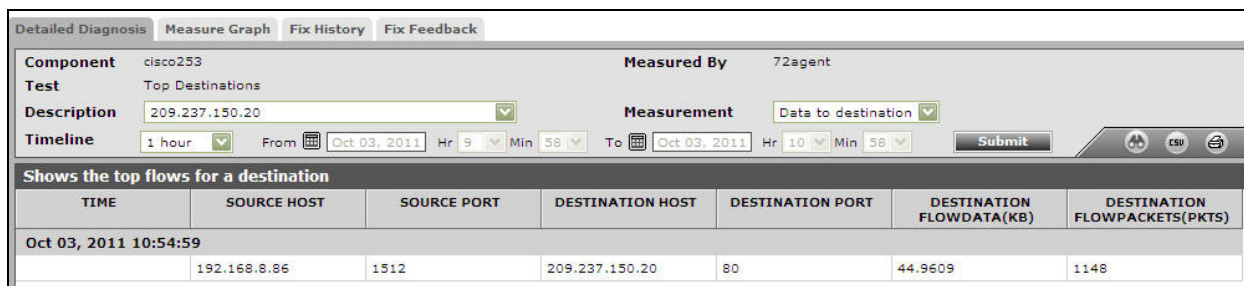 Detailed Diagnosis Measure Graph Fix History Fix Feedback
Component cisco253 Measured By 72agent
Test Top Destinations
Description 209.237.150.20 Measurement Data to destination
Timeline 1 hour From Oct 03, 2011 Hr 9 Min 58 To Oct 03, 2011 Hr 10 Min 58 Submit CSV
Shows the top flows for a destination
TIME SOURCE HOST SOURCE PORT DESTINATION HOST DESTINATION PORT DESTINATION FLOWDATA(KB) DESTINATION FLOWPACKETS(PKTS)
Oct 03, 2011 10:54:59
192.168.8.86 1512 209.237.150.20 80 44.9609 1148